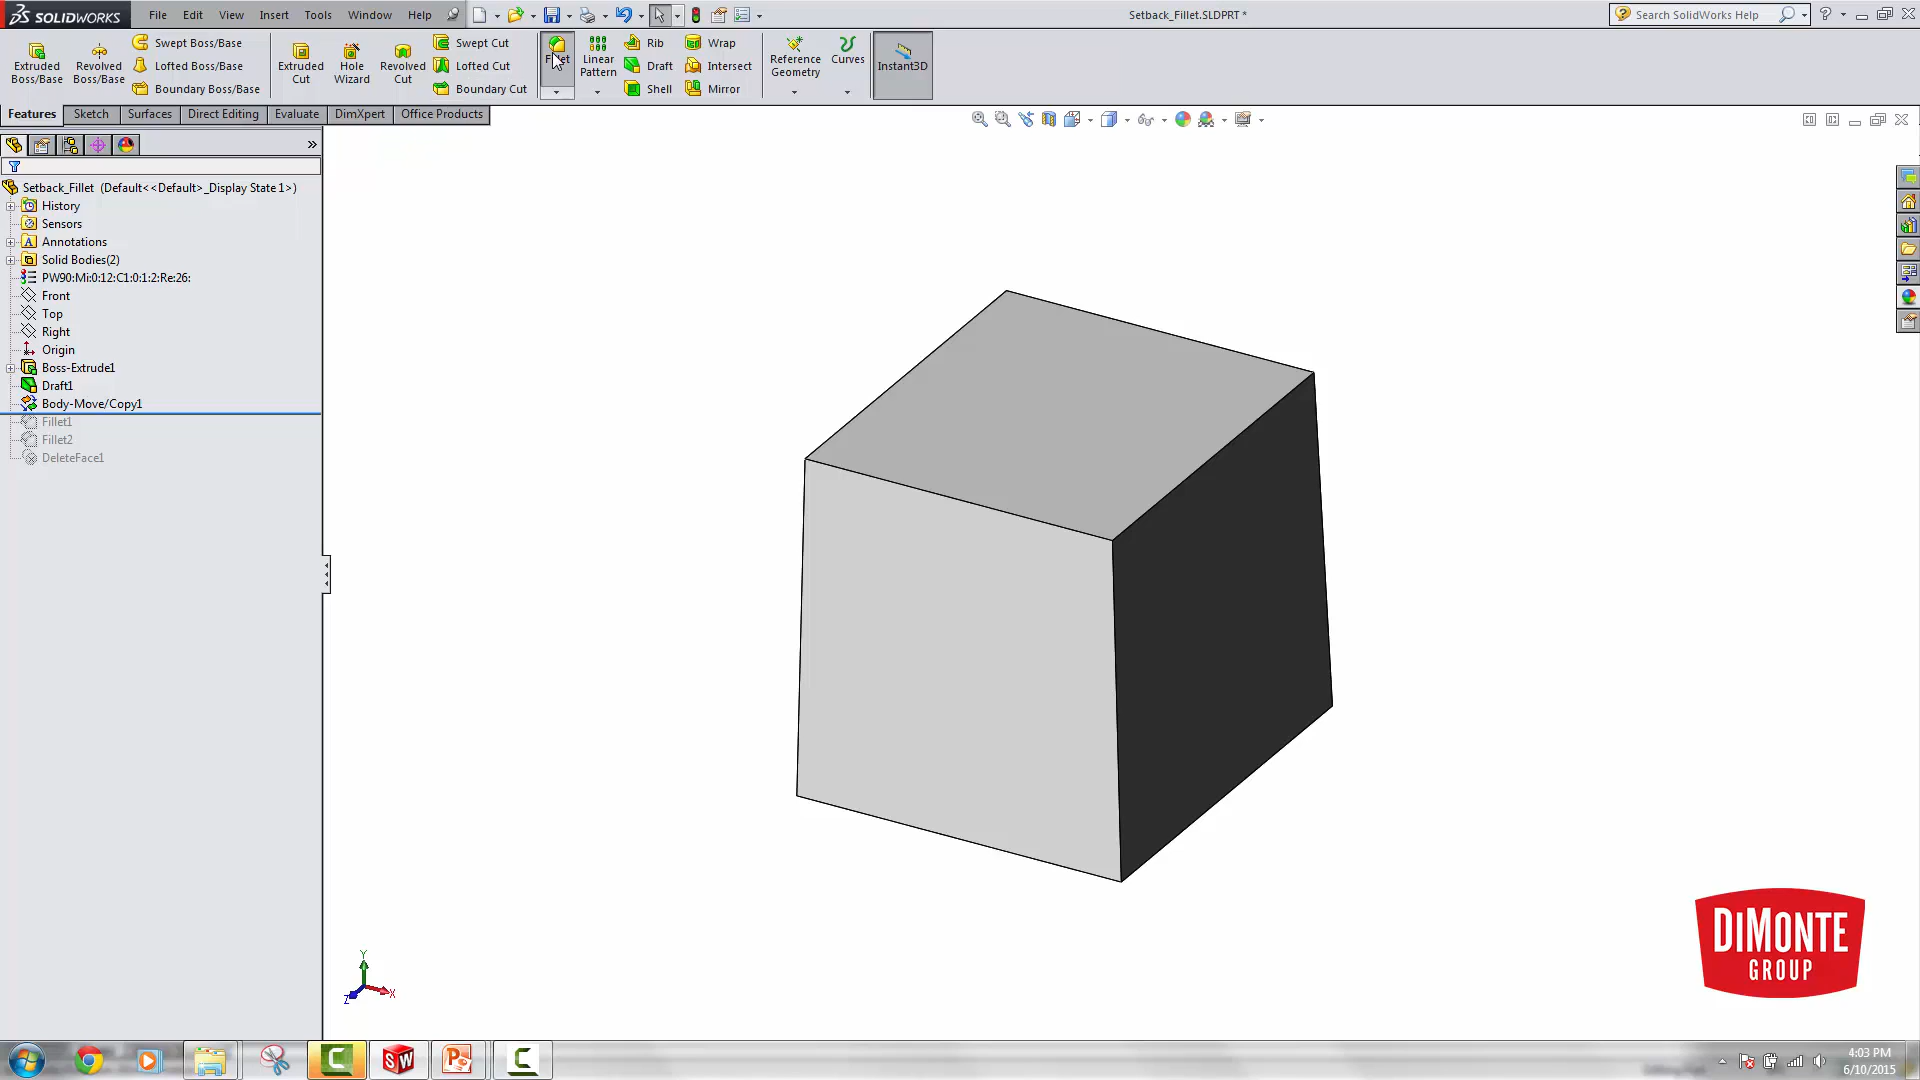 SOLIDWORKS File Edit View Insert Tools Window Help Setback_Fillet.SLDPRT * Search SolidWorks Help
Extruded Boss/Base
Revolved Boss/Base
Swept Boss/Base
Lofted Boss/Base
Boundary Boss/Base
Extruded Cut
Hole Wizard
Revolved Cut
Swept Cut
Lofted Cut
Boundary Cut
Fillet
Linear Pattern
Rib
Draft
Shell
Wrap
Intersect
Mirror
Reference Geometry
Curves
Instant3D
Features Sketch Surfaces Direct Editing Evaluate DimXpert Office Products
Setback_Fillet (Default<<Default>_Display State 1>)
History
Sensors
Annotations
Solid Bodies(2)
PW90:Mi:0:12:C1:0:1:2:Re:26:
Front
Top
Right
Origin
Boss-Extrude1
Draft1
Body-Move/Copy1
Fillet1
Fillet2
DeleteFace1
Y
X
Z
DIMONTE
GROUP
4:03 PM
6/10/2015